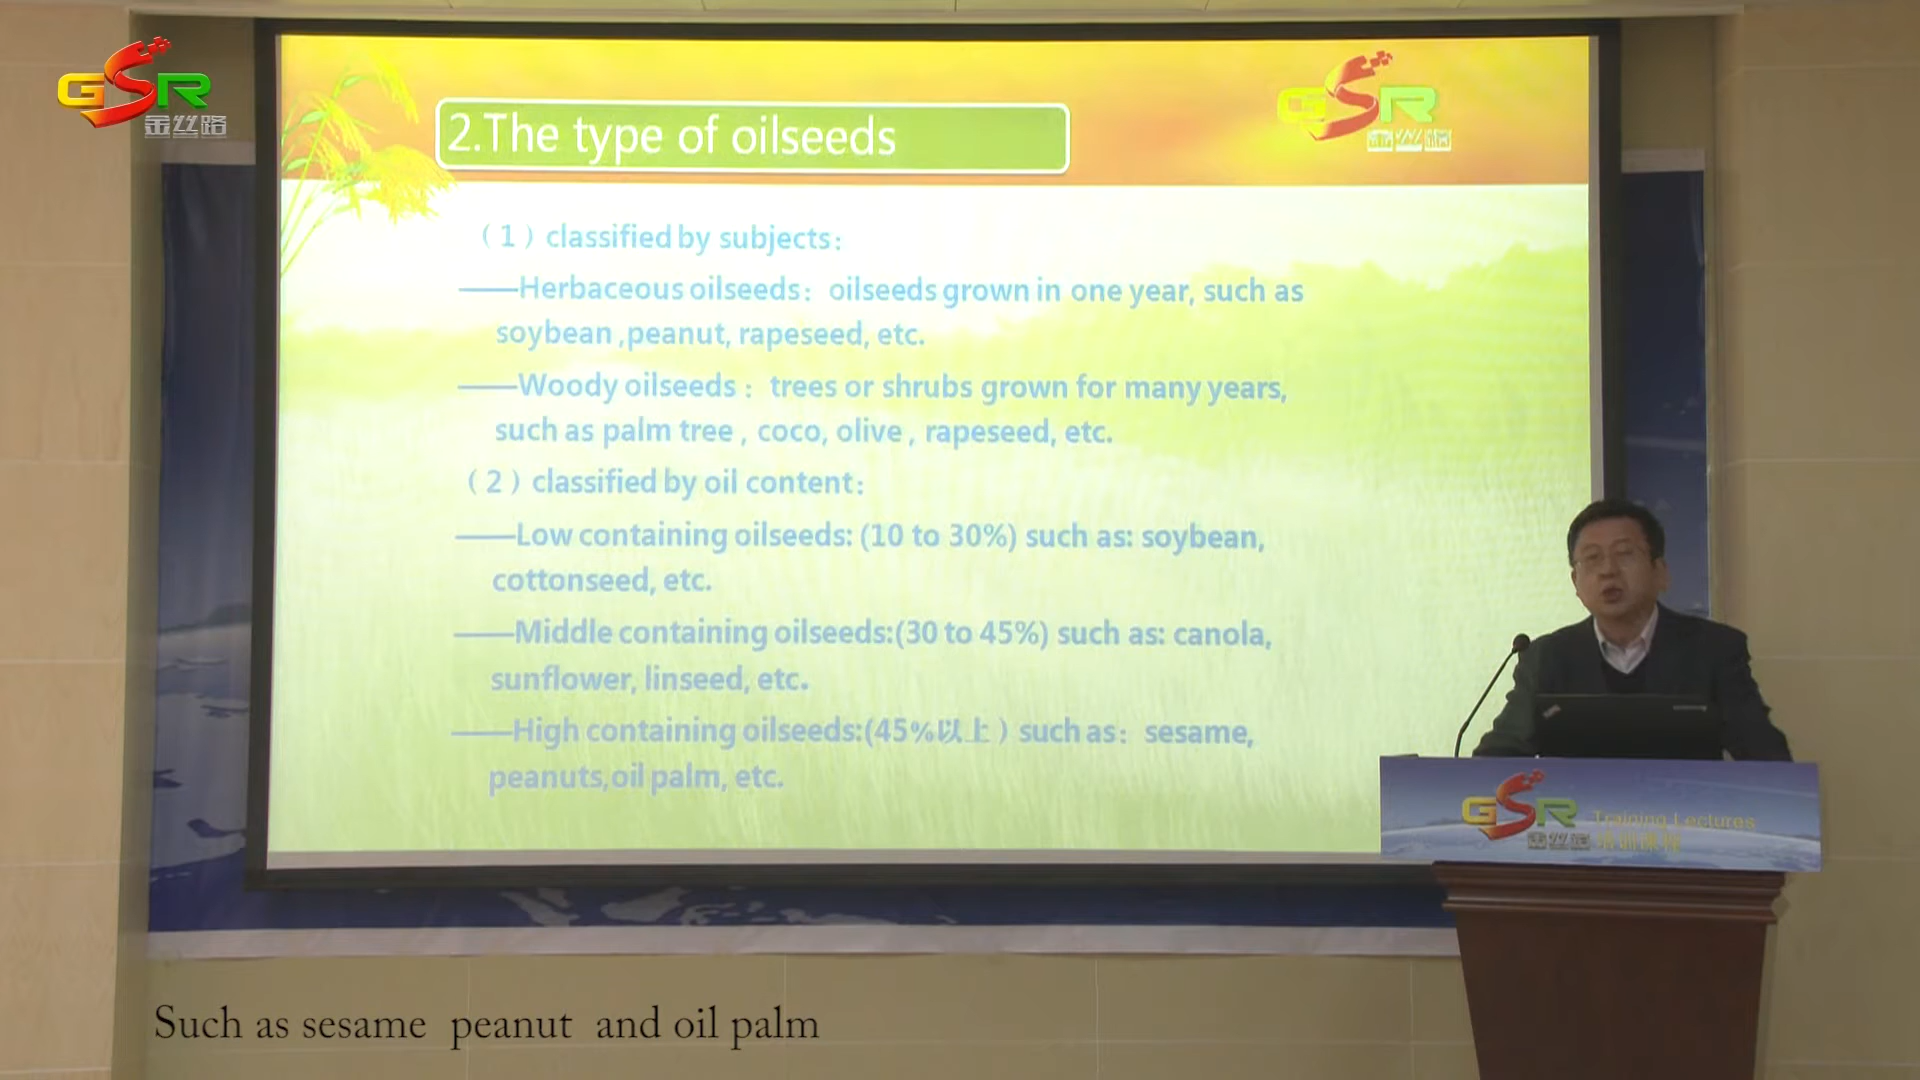 GSR
金丝路
2.The type of oilseeds
GSR
(1) classified by subjects:
——Herbaceous oilseeds: oilseeds grown in one year, such as
soybean ,peanut, rapeseed, etc.
——Woody oilseeds : trees or shrubs grown for many years,
such as palm tree , coco, olive , rapeseed, etc.
(2) classified by oil content:
——Low containing oilseeds: (10 to 30%) such as: soybean,
cottonseed, etc.
——Middle containing oilseeds:(30 to 45%) such as: canola,
sunflower, linseed, etc.
——High containing oilseeds:(45%以上) such as: sesame,
peanuts,oil palm, etc.
GSR Training Lectures
金丝路 培训课程
Such as sesame peanut and oil palm